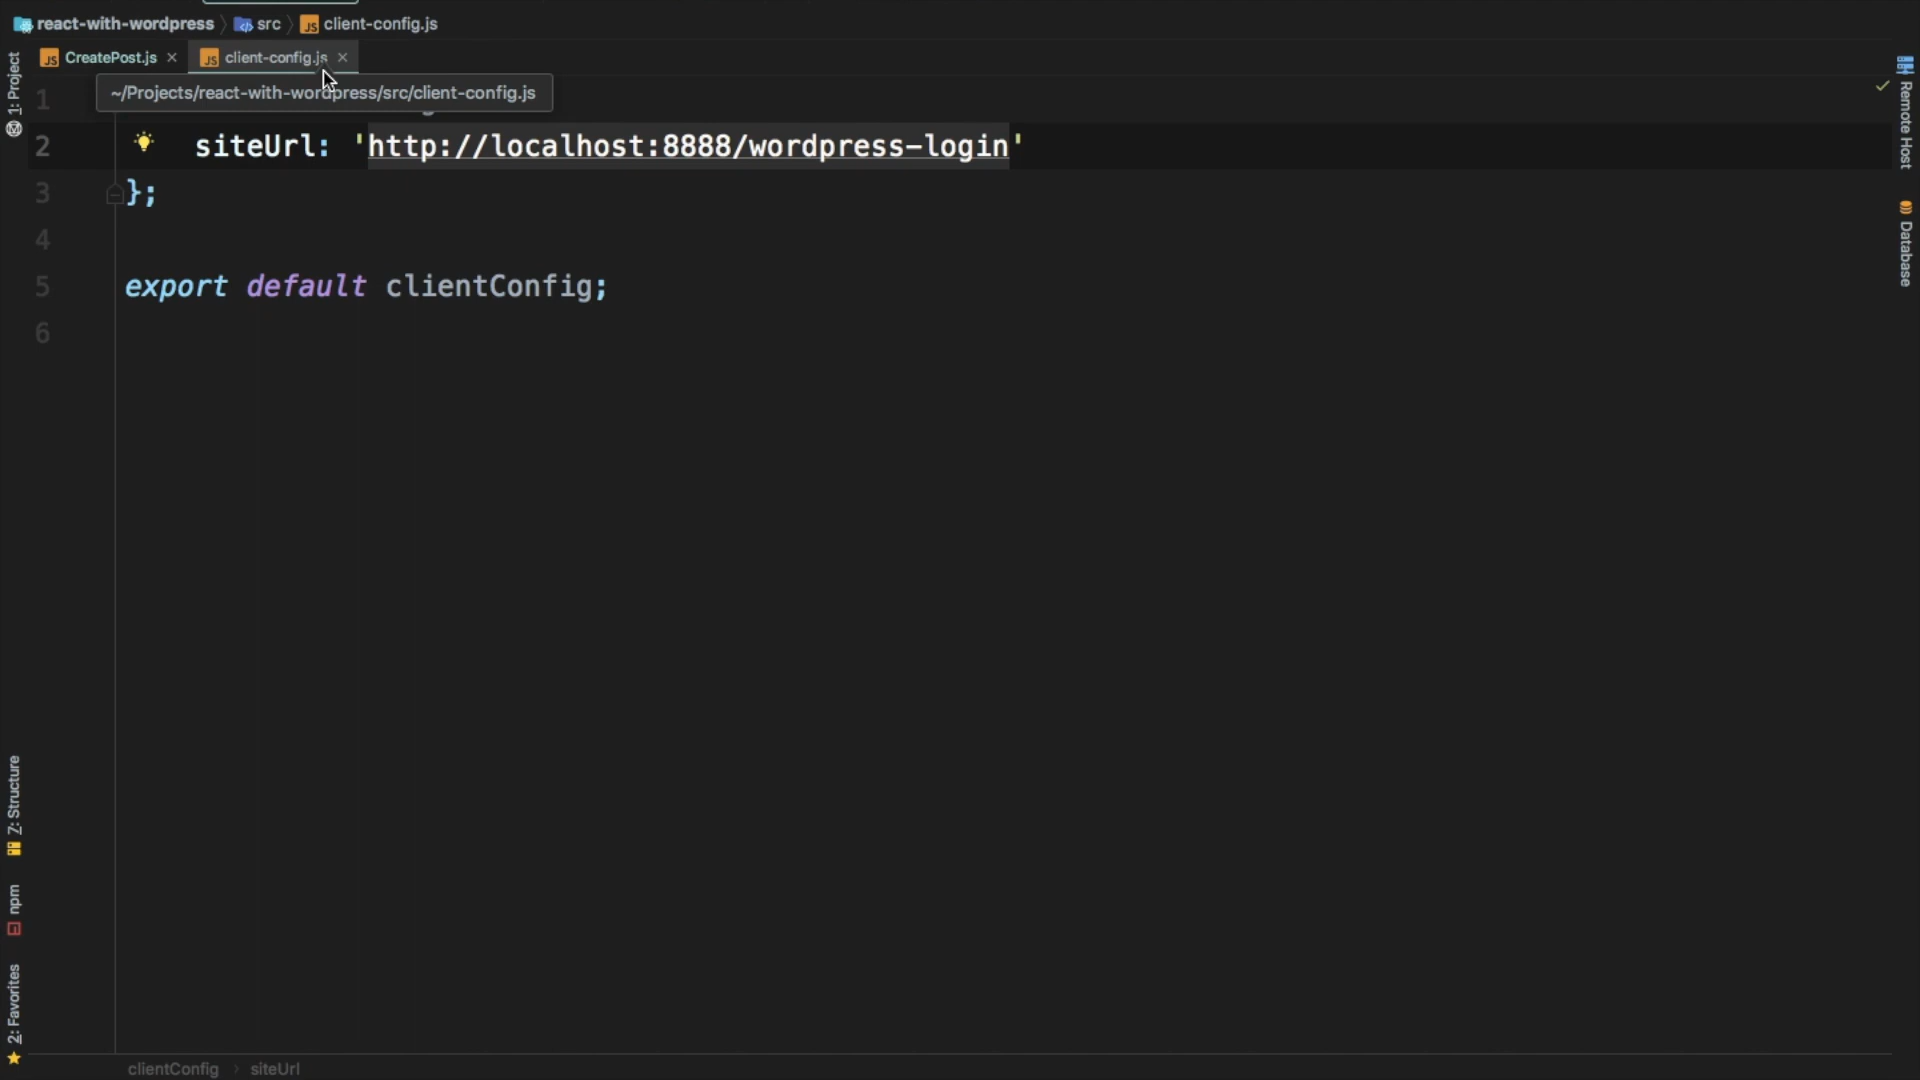 react-with-wordpress src client-config.js
CreatePost.js client-config.js
~/Projects/react-with-wordpress/src/client-config.js
1
2 siteUrl: 'http://localhost:8888/wordpress-login'
3 };
4
5 export default clientConfig;
6
1: Project
Z: Structure
npm
2: Favorites
Remote Host
Database
clientConfig › siteUrl